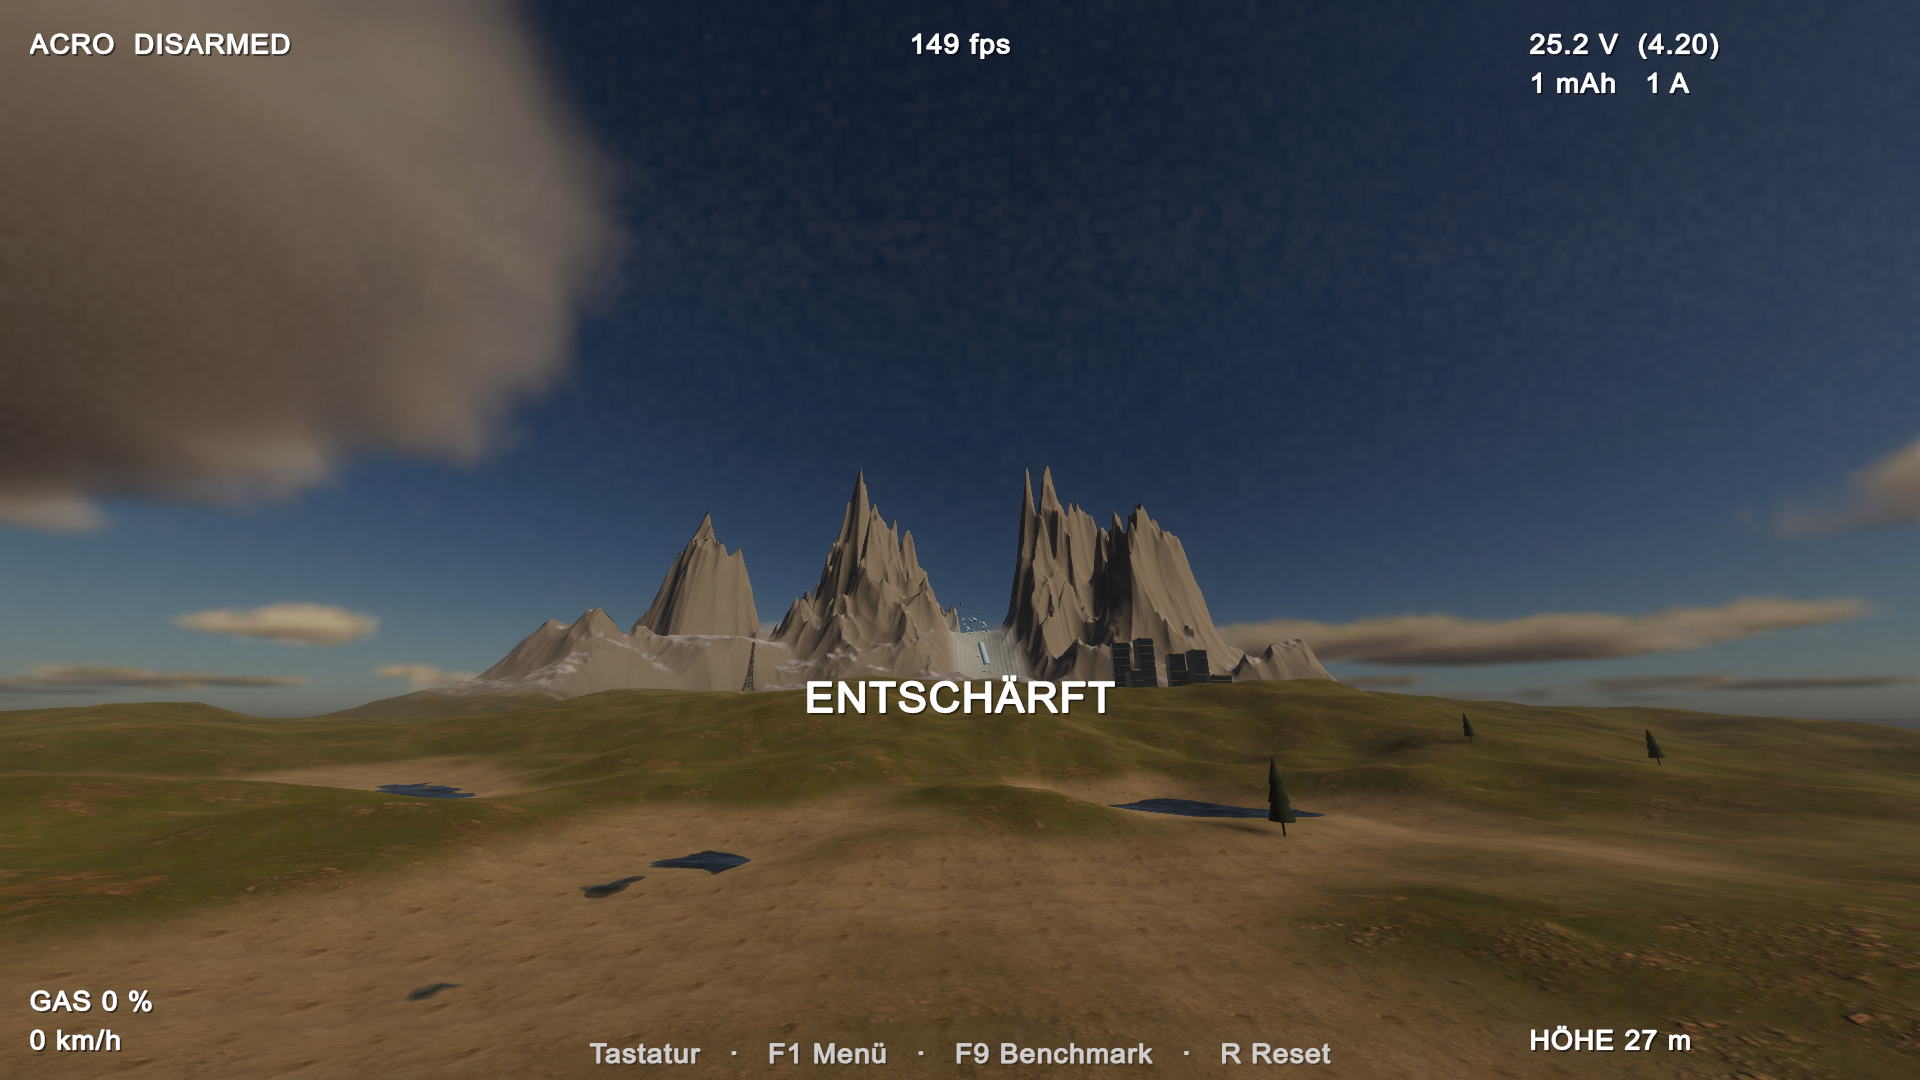 ACRO DISARMED
149 fps
25.2 V (4.20)
1 mAh 1 A
ENTSCHÄRFT
GAS 0 %
0 km/h
HÖHE 27 m
Tastatur · F1 Menü · F9 Benchmark · R Reset